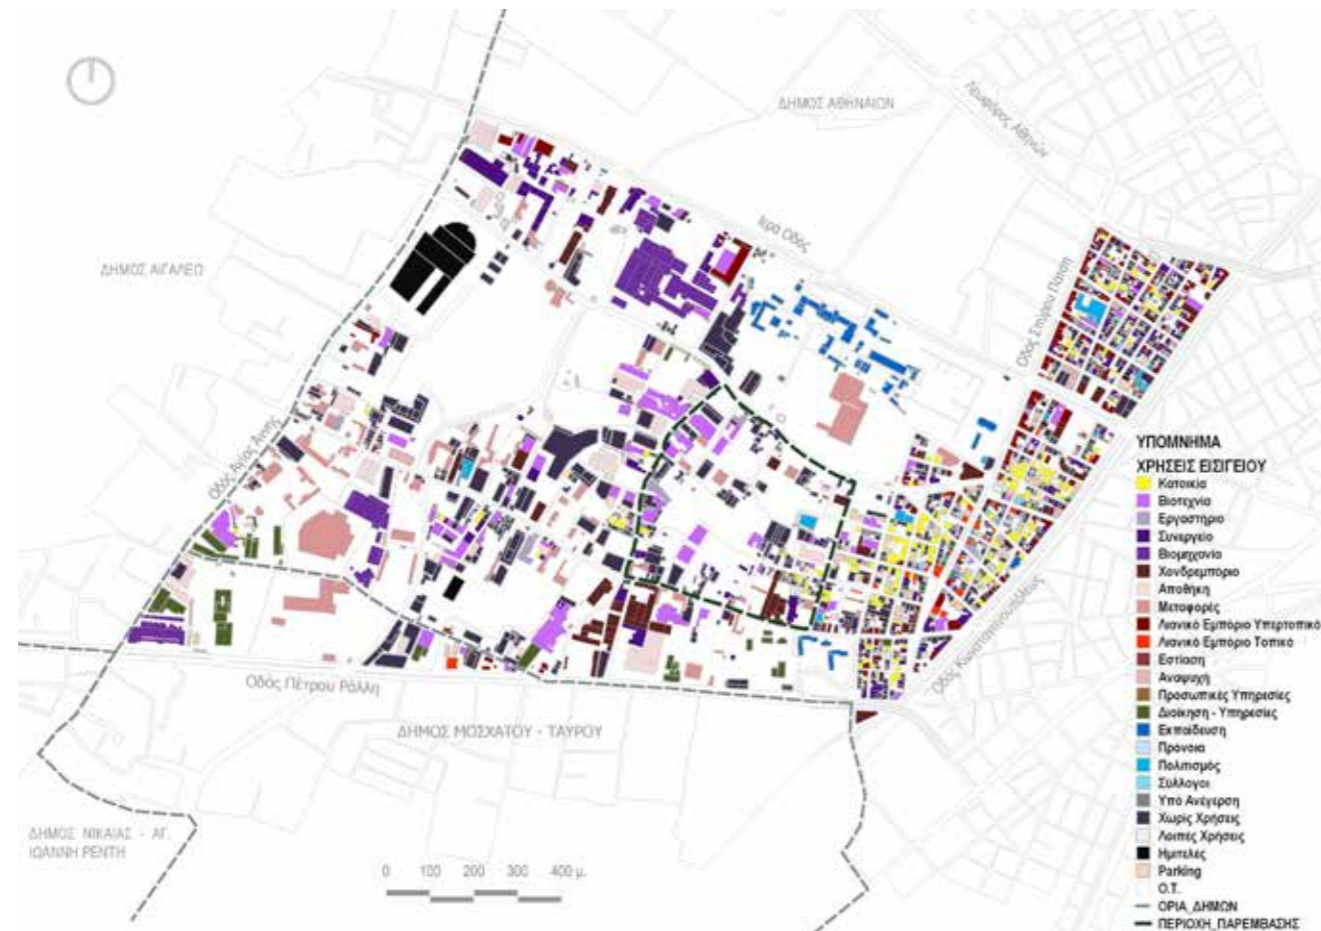 ΔΗΜΟΣ ΑΘΗΝΑΙΩΝ
Λεωφόρος Αθηνών
Ιερα Οδός
ΔΗΜΟΣ ΑΙΓΑΛΕΩ
Οδός Σπύρου Πατση
Οδός Αγίας Άννης
Οδός Κωνσταντινουπόλεως
Οδός Πέτρου Ράλλη
ΔΗΜΟΣ ΜΟΣΧΑΤΟΥ - ΤΑΥΡΟΥ
ΔΗΜΟΣ ΝΙΚΑΙΑΣ - ΑΓ.
ΙΩΑΝΝΗ ΡΕΝΤΗ
0 100 200 300 400 μ.
ΥΠΟΜΝΗΜΑ
ΧΡΗΣΕΙΣ ΕΙΣΙΓΕΙΟΥ
Κατοικία
Βιοτεχνία
Εργαστήριο
Συνεργείο
Βιομηχανία
Χονδρεμπόριο
Αποθήκη
Μεταφορές
Λιανικό Εμπόριο Υπερτοπικό
Λιανικό Εμπόριο Τοπικό
Εστίαση
Αναψυχή
Προσωπικές Υπηρεσίες
Διοίκηση - Υπηρεσίες
Εκπαίδευση
Πρόνοια
Πολιτισμός
Σύλλογοι
Υπό Ανέγερση
Χωρίς Χρήσεις
Λοιπές Χρήσεις
Ημιτελές
Parking
Ο.Τ.
ΟΡΙΑ_ΔΗΜΩΝ
ΠΕΡΙΟΧΗ_ΠΑΡΕΜΒΑΣΗΣ